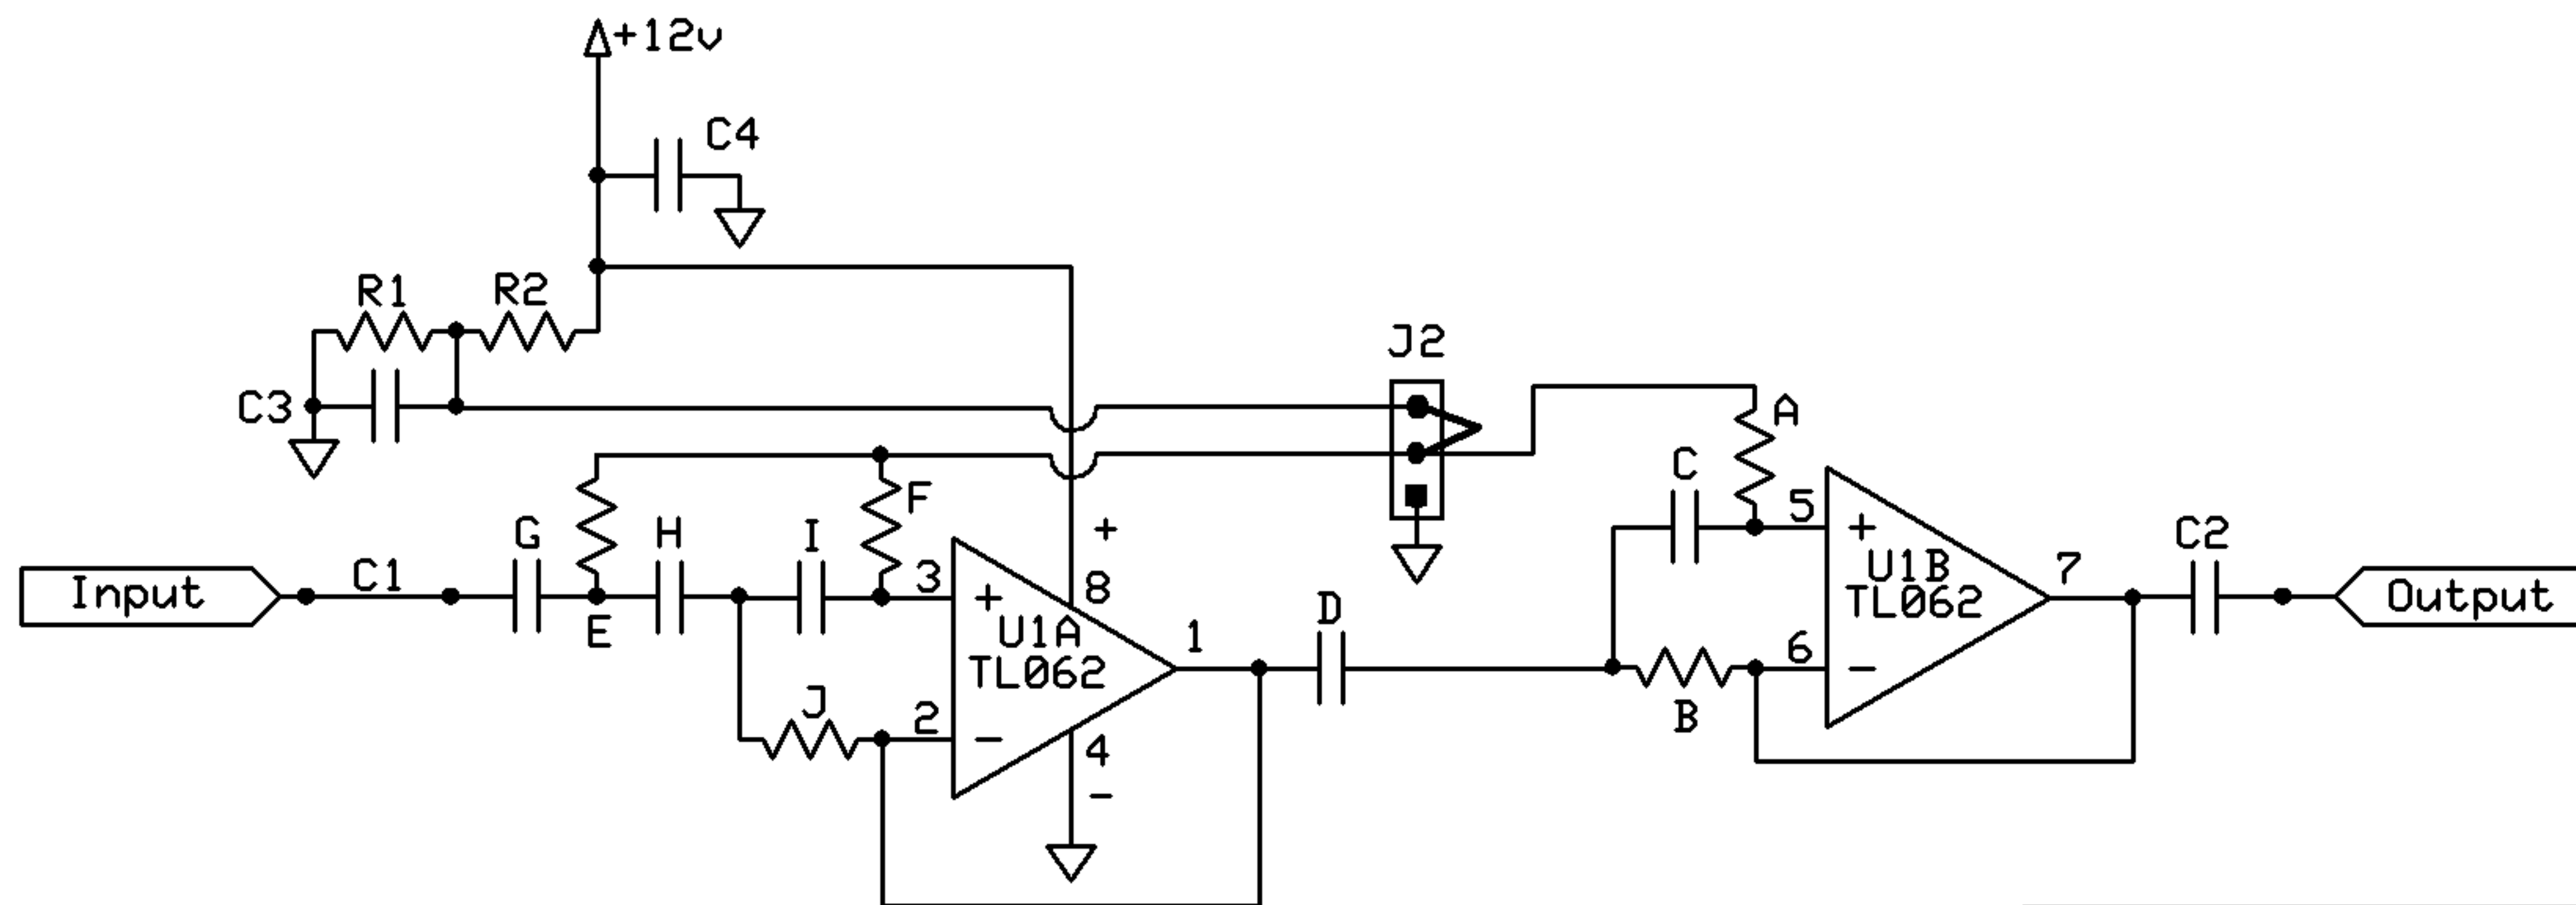 +12v
C4
R1
R2
J2
C3
A
C
F
G
H
I
5
+
+
Input
C1
3
8
U1B
TL062
7
C2
Output
E
+
U1A
TL062
1
D
6
-
J
2
-
4
-
B